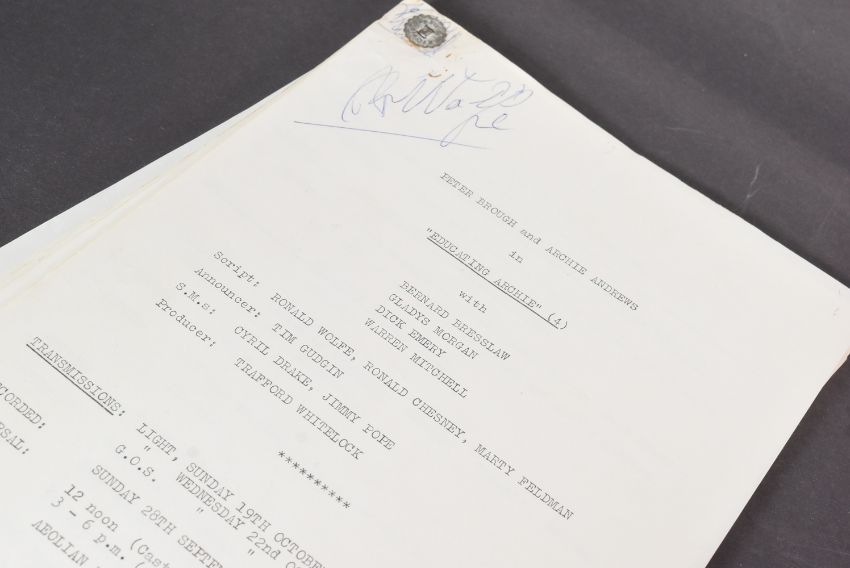 PETER BROUGH and ARCHIE ANDREWS
in
"EDUCATING ARCHIE" (4)
with
BERNARD BRESSLAW
GLADYS MORGAN
DICK EMERY
WARREN MITCHELL
Script: RONALD WOLFE, RONALD CHESNEY, MARTY FELDMAN
Announcer: TIM GUDGIN
S.M.s: CYRIL DRAKE, JIMMY POPE
Producer: TRAFFORD WHITELOCK
**********
TRANSMISSIONS: LIGHT, SUNDAY 19TH OCTOBER
" WEDNESDAY 22nd
G.O.S. " "
SUNDAY 28TH
12 noon
3 - 6 p.m.
AEOLIAN